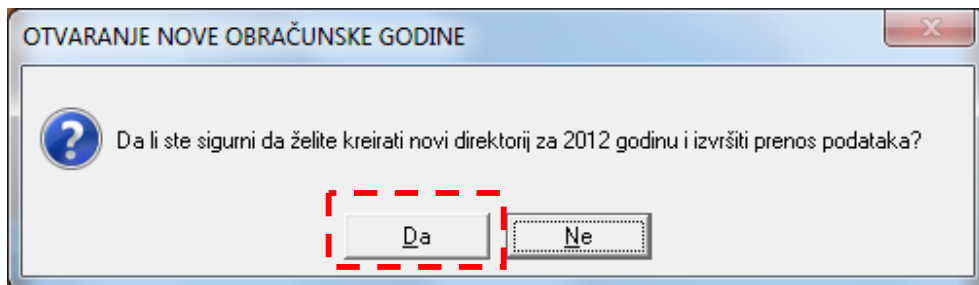 OTVARANJE NOVE OBRAČUNSKE GODINE
Da li ste sigurni da želite kreirati novi direktorij za 2012 godinu i izvršiti prenos podataka?
Da
Ne